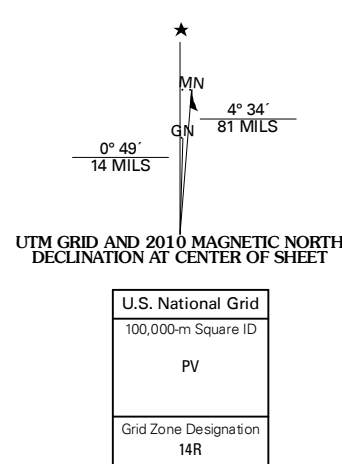 ★
MN
4° 34´
81 MILS
GN
0° 49´
14 MILS
UTM GRID AND 2010 MAGNETIC NORTH
DECLINATION AT CENTER OF SHEET
U.S. National Grid
100,000-m Square ID
PV
Grid Zone Designation
14R